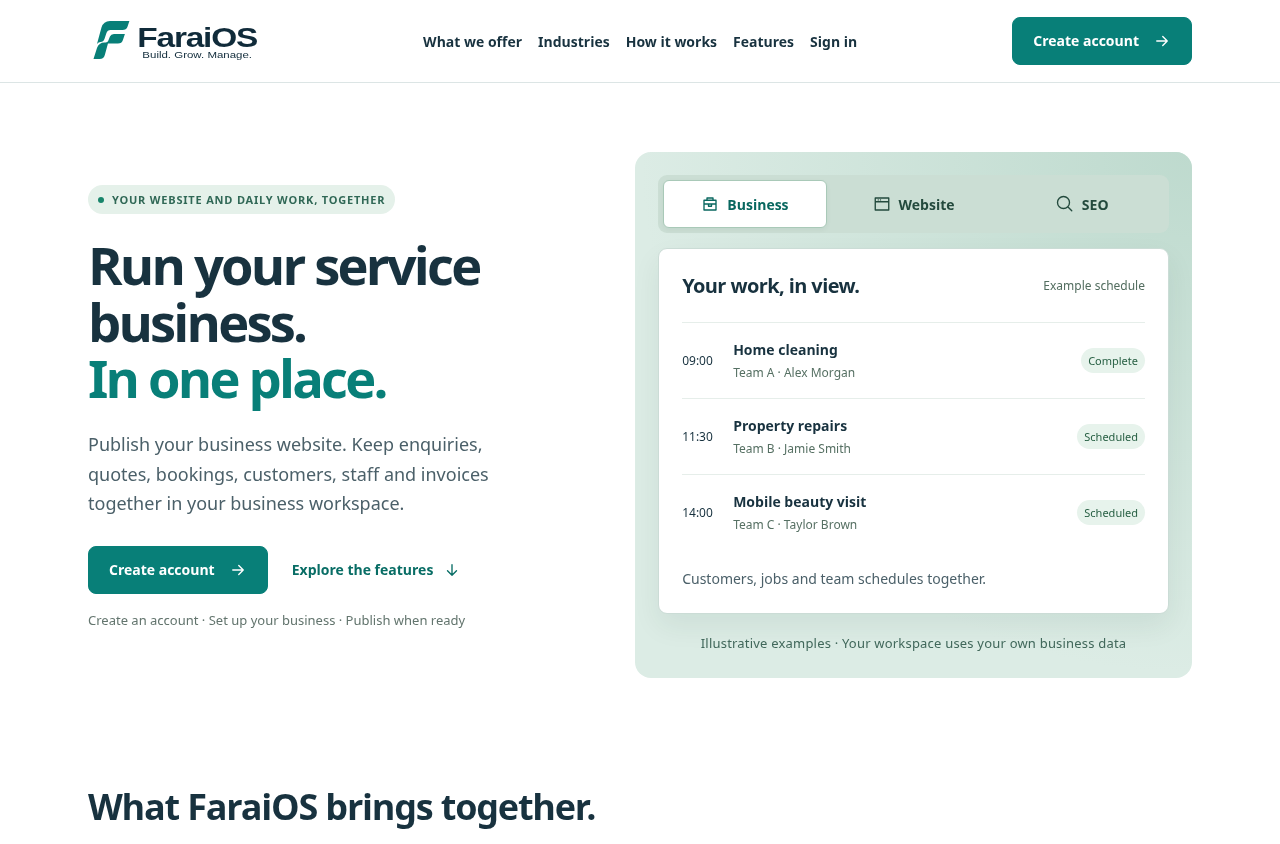 FaraiOS
Build. Grow. Manage.
What we offer
Industries
How it works
Features
Sign in
Create account
YOUR WEBSITE AND DAILY WORK, TOGETHER
Run your service
business.
In one place.
Publish your business website. Keep enquiries,
quotes, bookings, customers, staff and invoices
together in your business workspace.
Create account
Explore the features
Create an account · Set up your business · Publish when ready
Business
Website
SEO
Your work, in view.
Example schedule
09:00
Home cleaning
Team A · Alex Morgan
Complete
11:30
Property repairs
Team B · Jamie Smith
Scheduled
14:00
Mobile beauty visit
Team C · Taylor Brown
Scheduled
Customers, jobs and team schedules together.
Illustrative examples · Your workspace uses your own business data
What FaraiOS brings together.